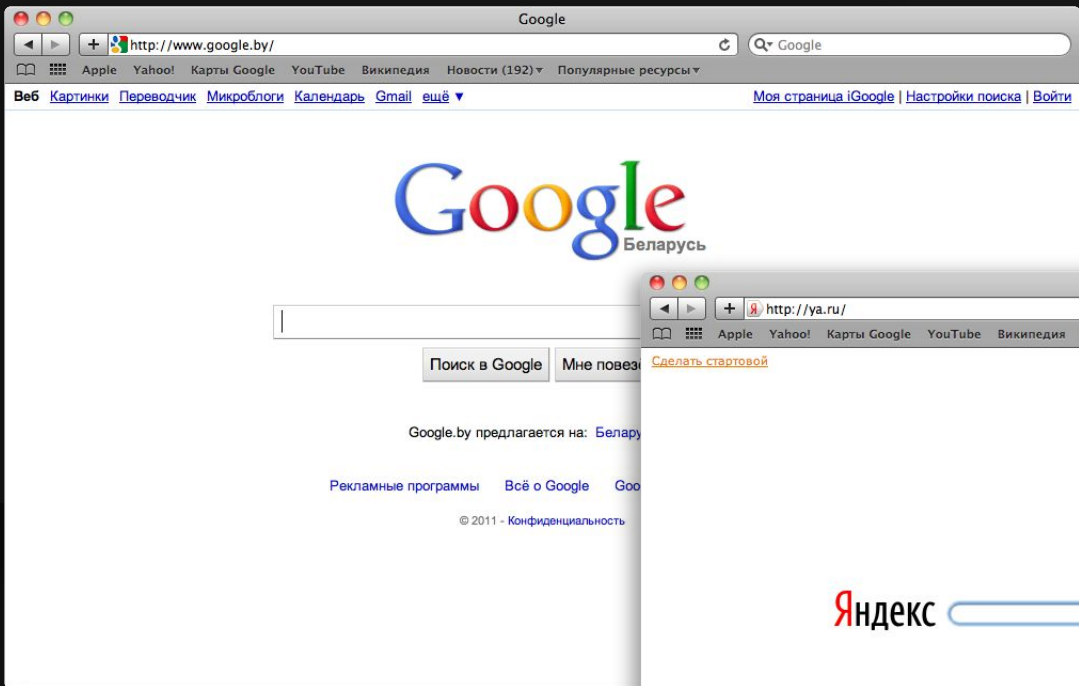 Google
http://www.google.by/
Google
Apple Yahoo! Карты Google YouTube Википедия Новости (192) Популярные ресурсы
Веб Картинки Переводчик Микроблоги Календарь Gmail ещё ▼ Моя страница iGoogle | Настройки поиска | Войти
Google
Беларусь
Поиск в Google Мне
Google.by предлагается на:
Рекламные программы Всё о Google
© 2011 - Конфиденциальность
http://ya.ru/
Apple Yahoo! Карты Google YouTube Википедия
Сделать стартовой
Яндекс